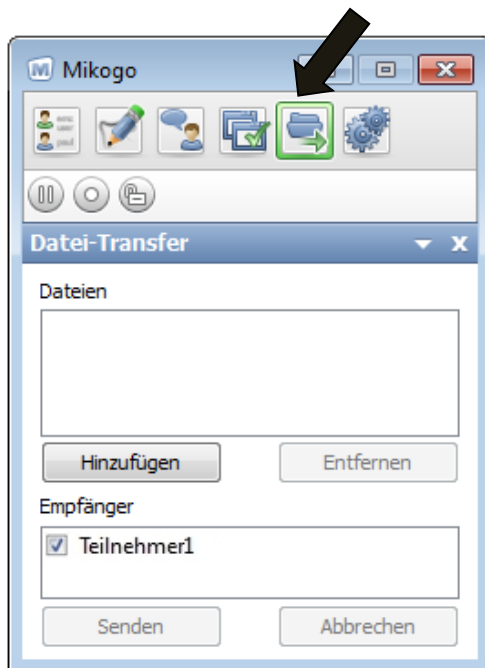 Mikogo
Datei-Transfer
Dateien
Hinzufügen Entfernen
Empfänger
Teilnehmer1
Senden Abbrechen